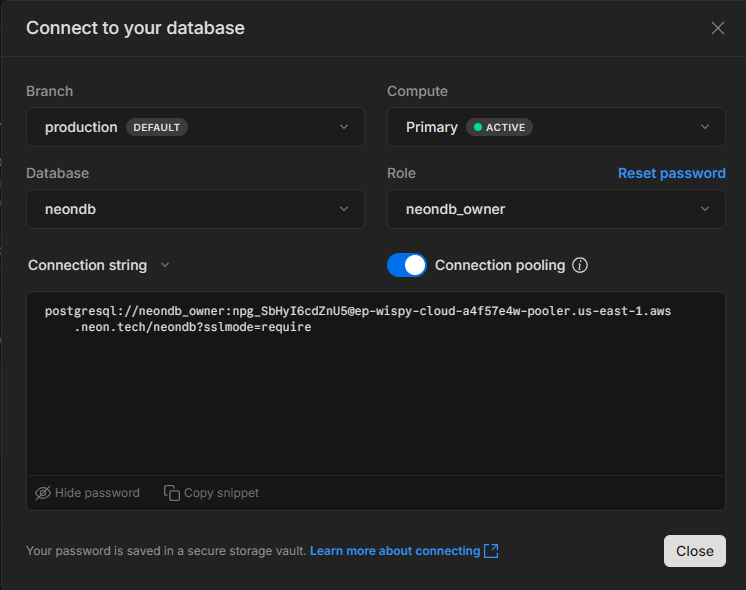 Connect to your database
Branch
Compute
production DEFAULT
Primary ACTIVE
Database
Role
Reset password
neondb
neondb_owner
Connection string
Connection pooling
postgresql://neondb_owner:npg_SbHyI6cdZnU5@ep-wispy-cloud-a4f57e4w-pooler.us-east-1.aws
.neon.tech/neondb?sslmode=require
Hide password
Copy snippet
Your password is saved in a secure storage vault. Learn more about connecting
Close